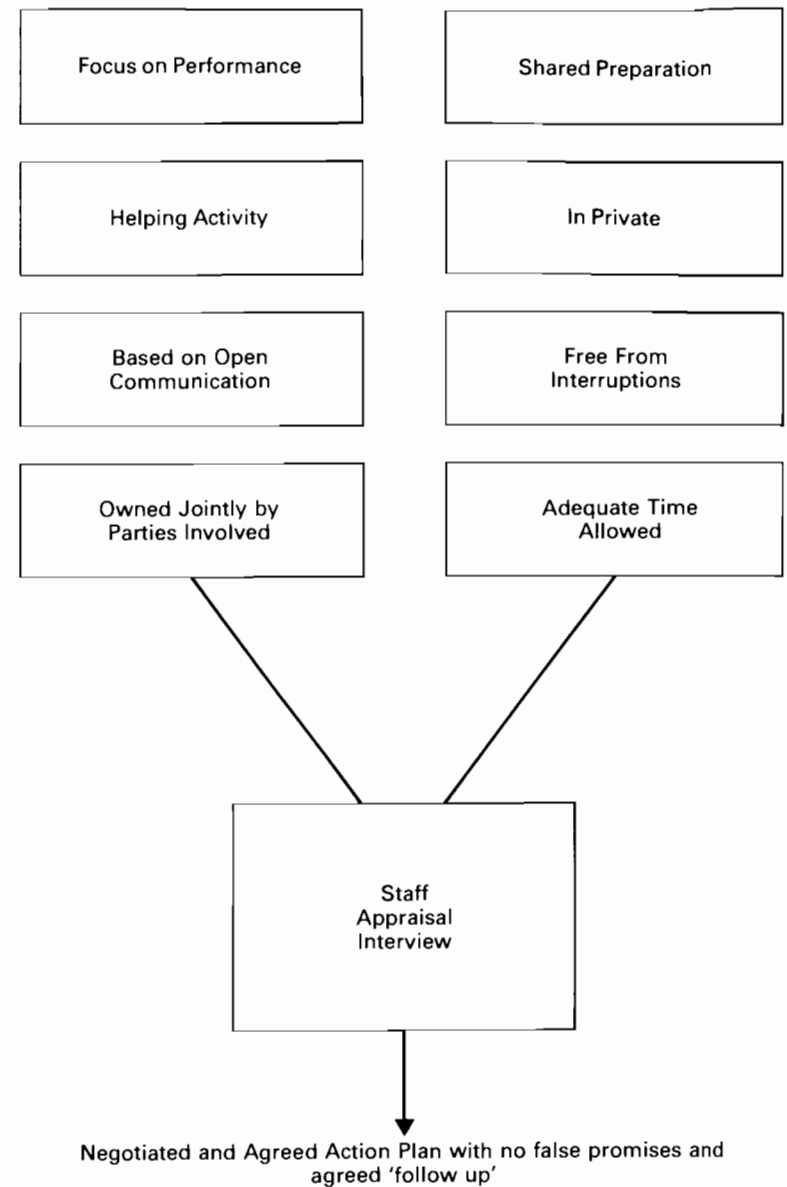 Focus on Performance
Shared Preparation
Helping Activity
In Private
Based on Open
Communication
Free From
Interruptions
Owned Jointly by
Parties Involved
Adequate Time
Allowed
Staff
Appraisal
Interview
Negotiated and Agreed Action Plan with no false promises and
agreed 'follow up'